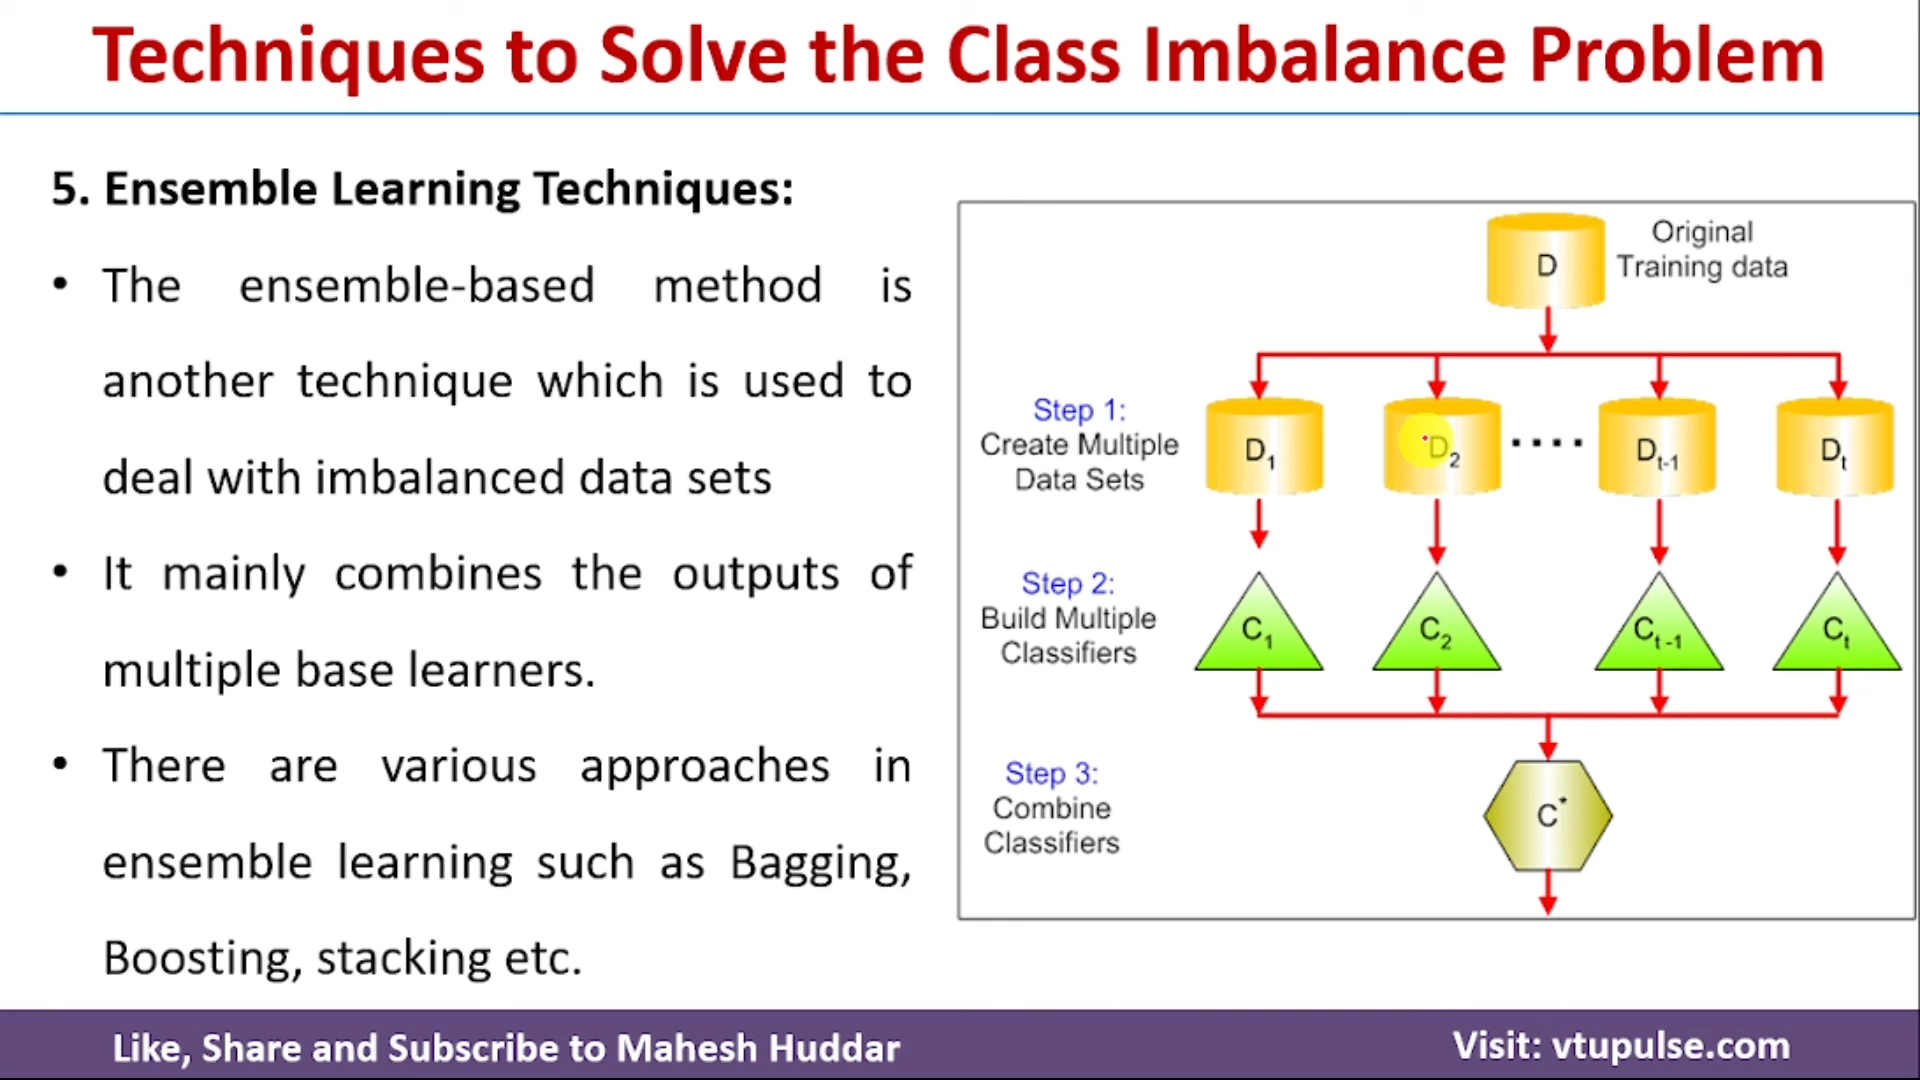 Techniques to Solve the Class Imbalance Problem
5. Ensemble Learning Techniques:
• The ensemble-based method is
another technique which is used to
deal with imbalanced data sets
• It mainly combines the outputs of
multiple base learners.
• There are various approaches in
ensemble learning such as Bagging,
Boosting, stacking etc.
D
Original
Training data
Step 1:
Create Multiple
Data Sets
D1
D2
....
Dt-1
Dt
Step 2:
Build Multiple
Classifiers
C1
C2
Ct-1
Ct
Step 3:
Combine
Classifiers
C*
Like, Share and Subscribe to Mahesh Huddar
Visit: vtupulse.com